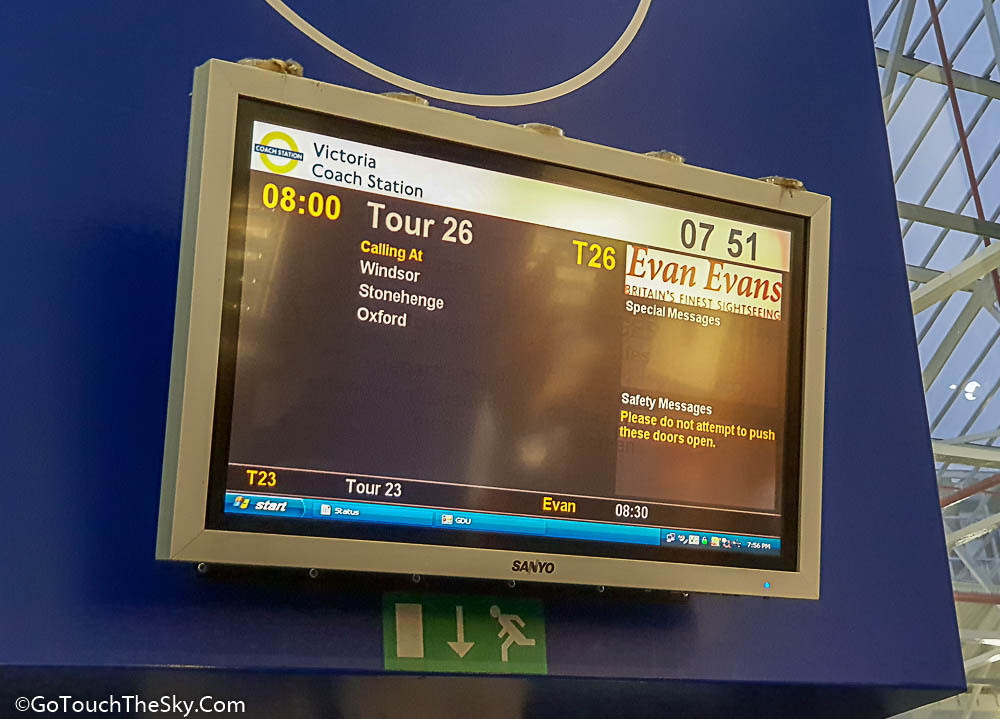 COACH STATION
Victoria
Coach Station
07 51
08:00
Tour 26
T26
Calling At
Windsor
Stonehenge
Oxford
Evan Evans
BRITAIN'S FINEST SIGHTSEEING
Special Messages
Safety Messages
Please do not attempt to push
these doors open.
T23 Tour 23 Evan 08:30
start Status GDU 7:56 PM
SANYO
©GoTouchTheSky.Com